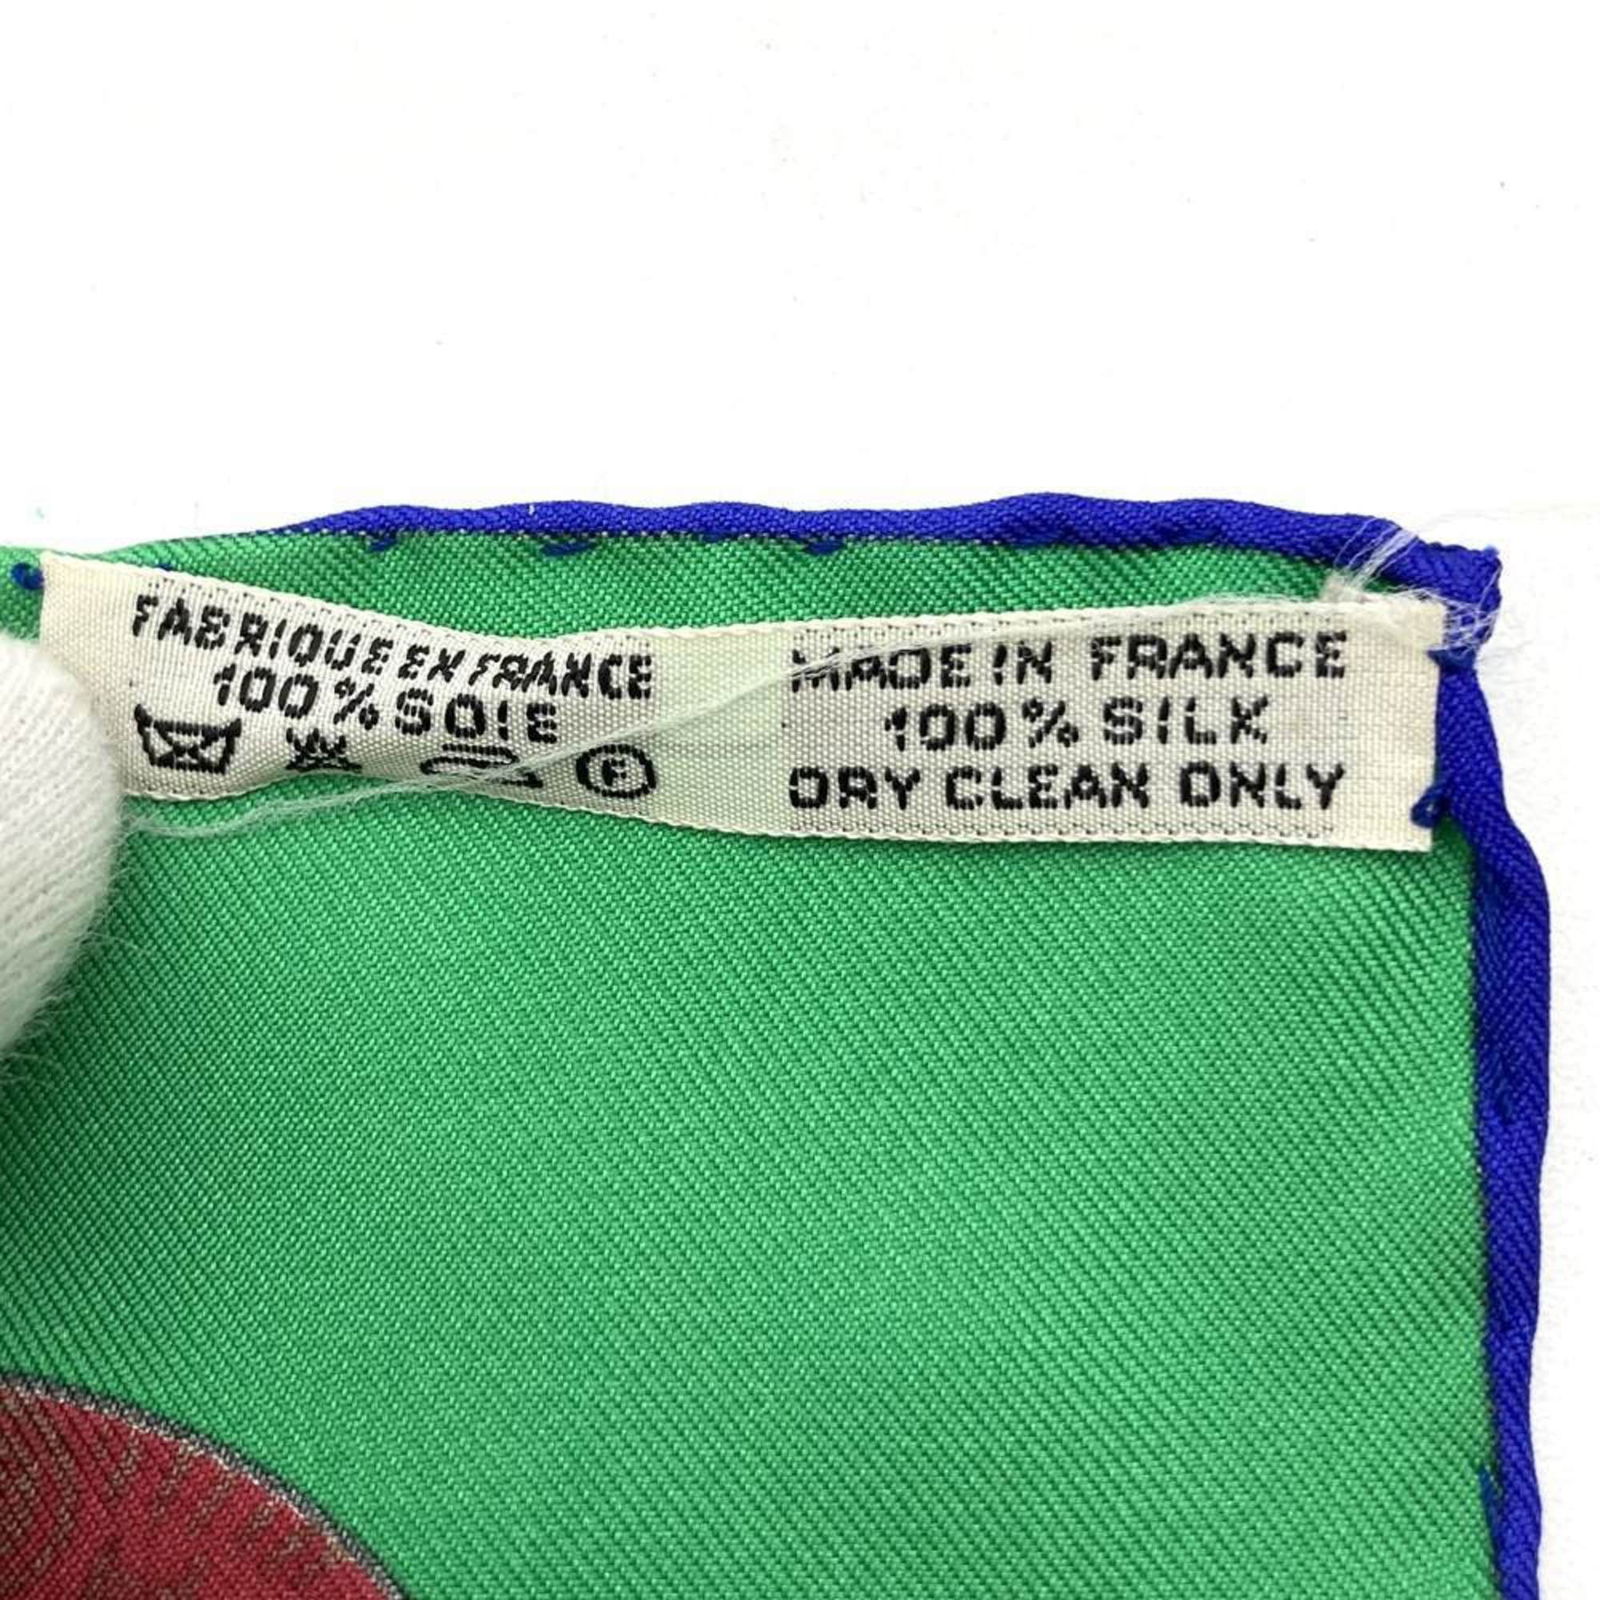 FABRIQUE EN FRANCE
100% SOIE
F
MADE IN FRANCE
100% SILK
DRY CLEAN ONLY